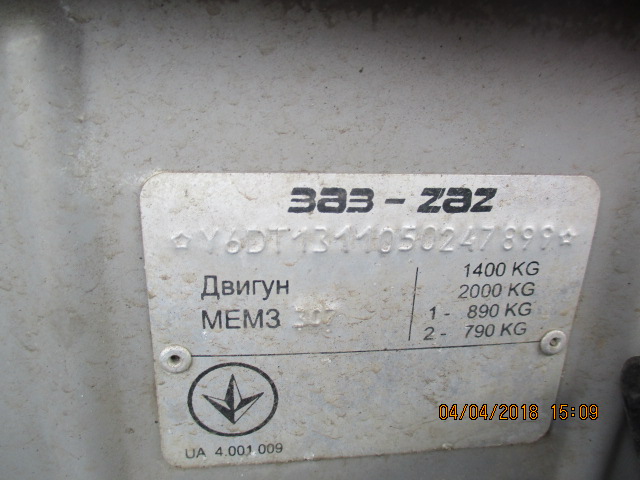 ЗАЗ - ZAZ
☆Y6DT1311050247899☆
1400 KG
Двигун 2000 KG
МЕМЗ 307 1 - 890 KG
2 - 790 KG
UA 4.001.009
04/04/2018 15:09